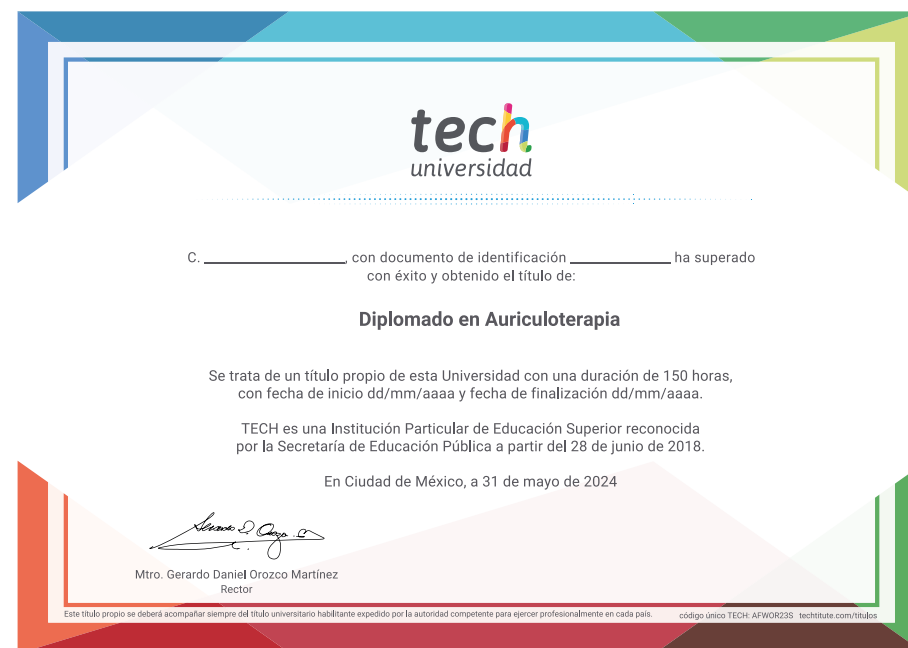 tech
universidad
C. ____________, con documento de identificación ____________ ha superado
con éxito y obtenido el título de:
Diplomado en Auriculoterapia
Se trata de un título propio de esta Universidad con una duración de 150 horas,
con fecha de inicio dd/mm/aaaa y fecha de finalización dd/mm/aaaa.
TECH es una Institución Particular de Educación Superior reconocida
por la Secretaría de Educación Pública a partir del 28 de junio de 2018.
En Ciudad de México, a 31 de mayo de 2024
Mtro. Gerardo Daniel Orozco Martínez
Rector
Este título propio se deberá acompañar siempre del título universitario habilitante expedido por la autoridad competente para ejercer profesionalmente en cada país. código único TECH: AFWOR23S techtitute.com/titulos